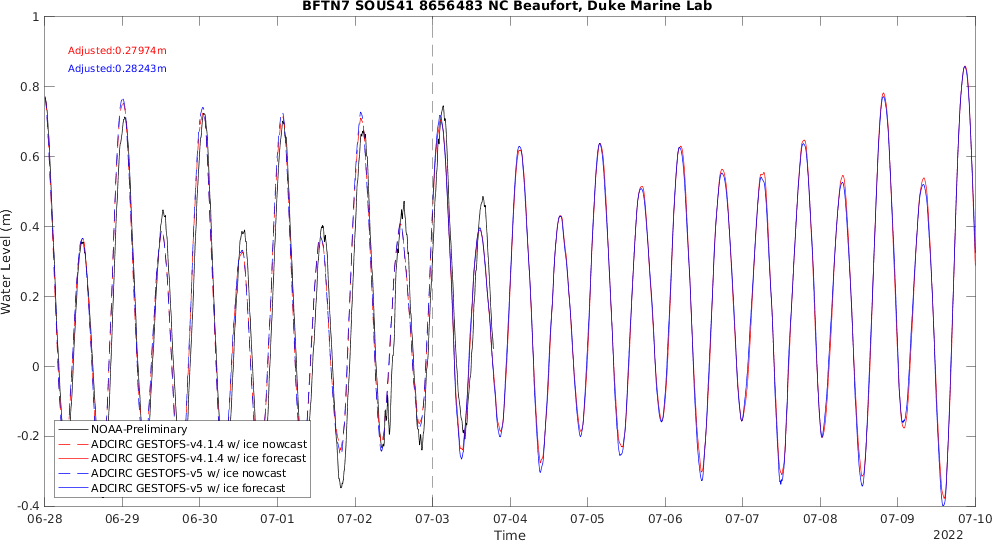 BFTN7 SOUS41 8656483 NC Beaufort, Duke Marine Lab
Adjusted:0.27974m
Adjusted:0.28243m
Water Level (m)
1
0.8
0.6
0.4
0.2
0
-0.2
-0.4
NOAA-Preliminary
ADCIRC GESTOFS-v4.1.4 w/ ice nowcast
ADCIRC GESTOFS-v4.1.4 w/ ice forecast
ADCIRC GESTOFS-v5 w/ ice nowcast
ADCIRC GESTOFS-v5 w/ ice forecast
06-28 06-29 06-30 07-01 07-02 07-03 07-04 07-05 07-06 07-07 07-08 07-09 07-10
Time
2022